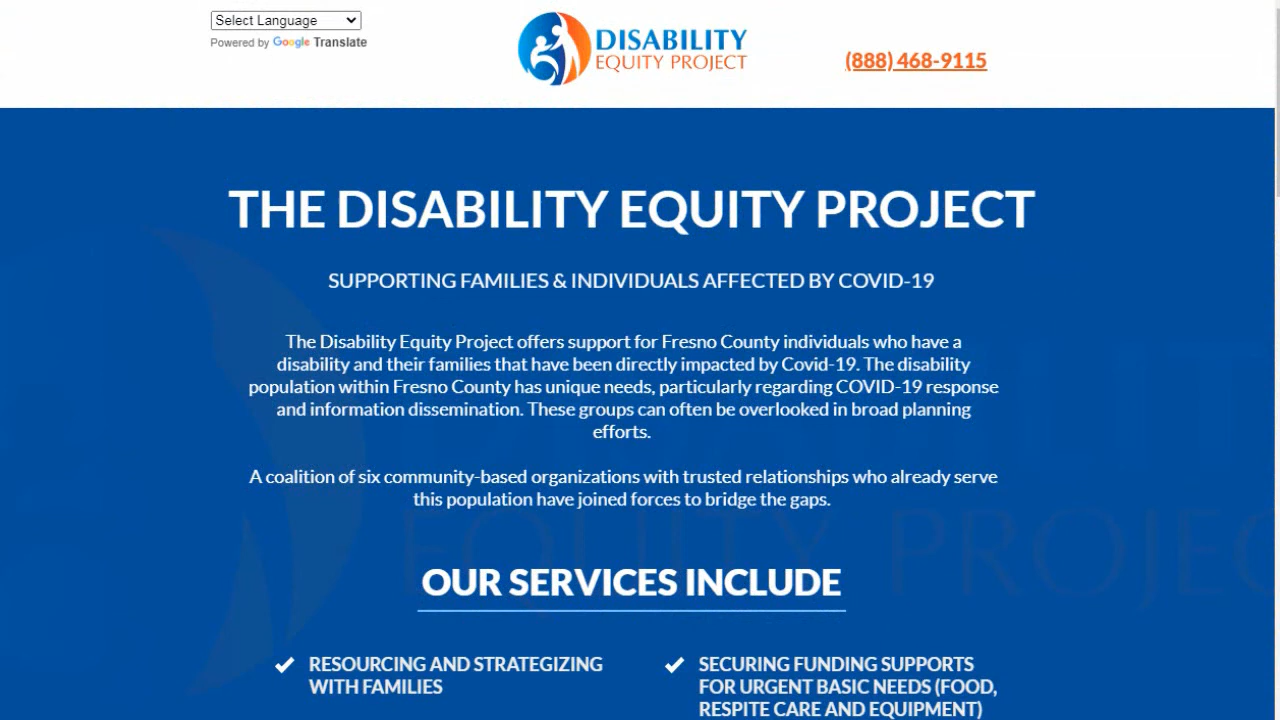 Select Language
Powered by Google Translate
DISABILITY
EQUITY PROJECT
(888) 468-9115
THE DISABILITY EQUITY PROJECT
SUPPORTING FAMILIES & INDIVIDUALS AFFECTED BY COVID-19
The Disability Equity Project offers support for Fresno County individuals who have a
disability and their families that have been directly impacted by Covid-19. The disability
population within Fresno County has unique needs, particularly regarding COVID-19 response
and information dissemination. These groups can often be overlooked in broad planning
efforts.
A coalition of six community-based organizations with trusted relationships who already serve
this population have joined forces to bridge the gaps.
EQUITY PROJEC
OUR SERVICES INCLUDE
RESOURCING AND STRATEGIZING
WITH FAMILIES
SECURING FUNDING SUPPORTS
FOR URGENT BASIC NEEDS (FOOD,
RESPITE CARE AND EQUIPMENT)